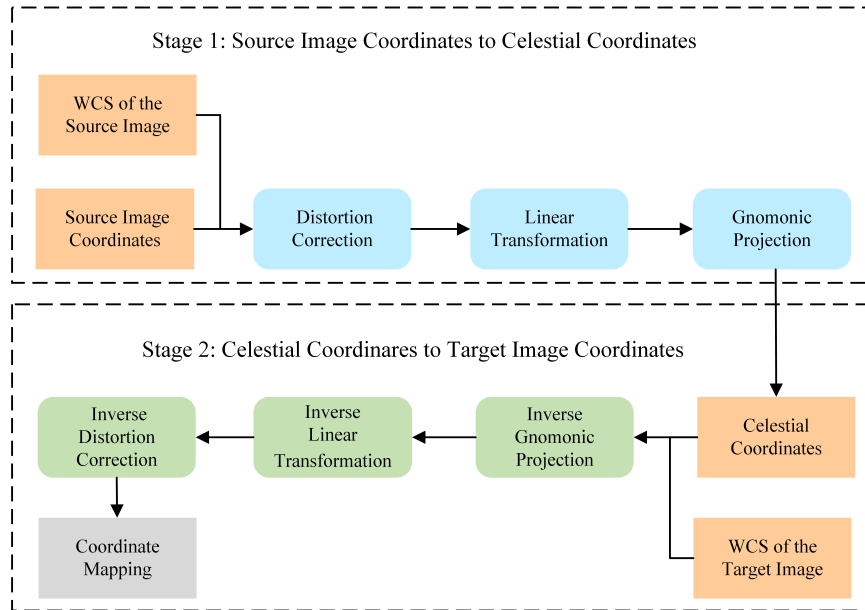 Stage 1: Source Image Coordinates to Celestial Coordinates
WCS of the
Source Image
Source Image
Coordinates
Distortion
Correction
Linear
Transformation
Gnomonic
Projection
Stage 2: Celestial Coordinares to Target Image Coordinates
Inverse
Distortion
Correction
Inverse
Linear
Transformation
Inverse
Gnomonic
Projection
Celestial
Coordinates
Coordinate
Mapping
WCS of the
Target Image